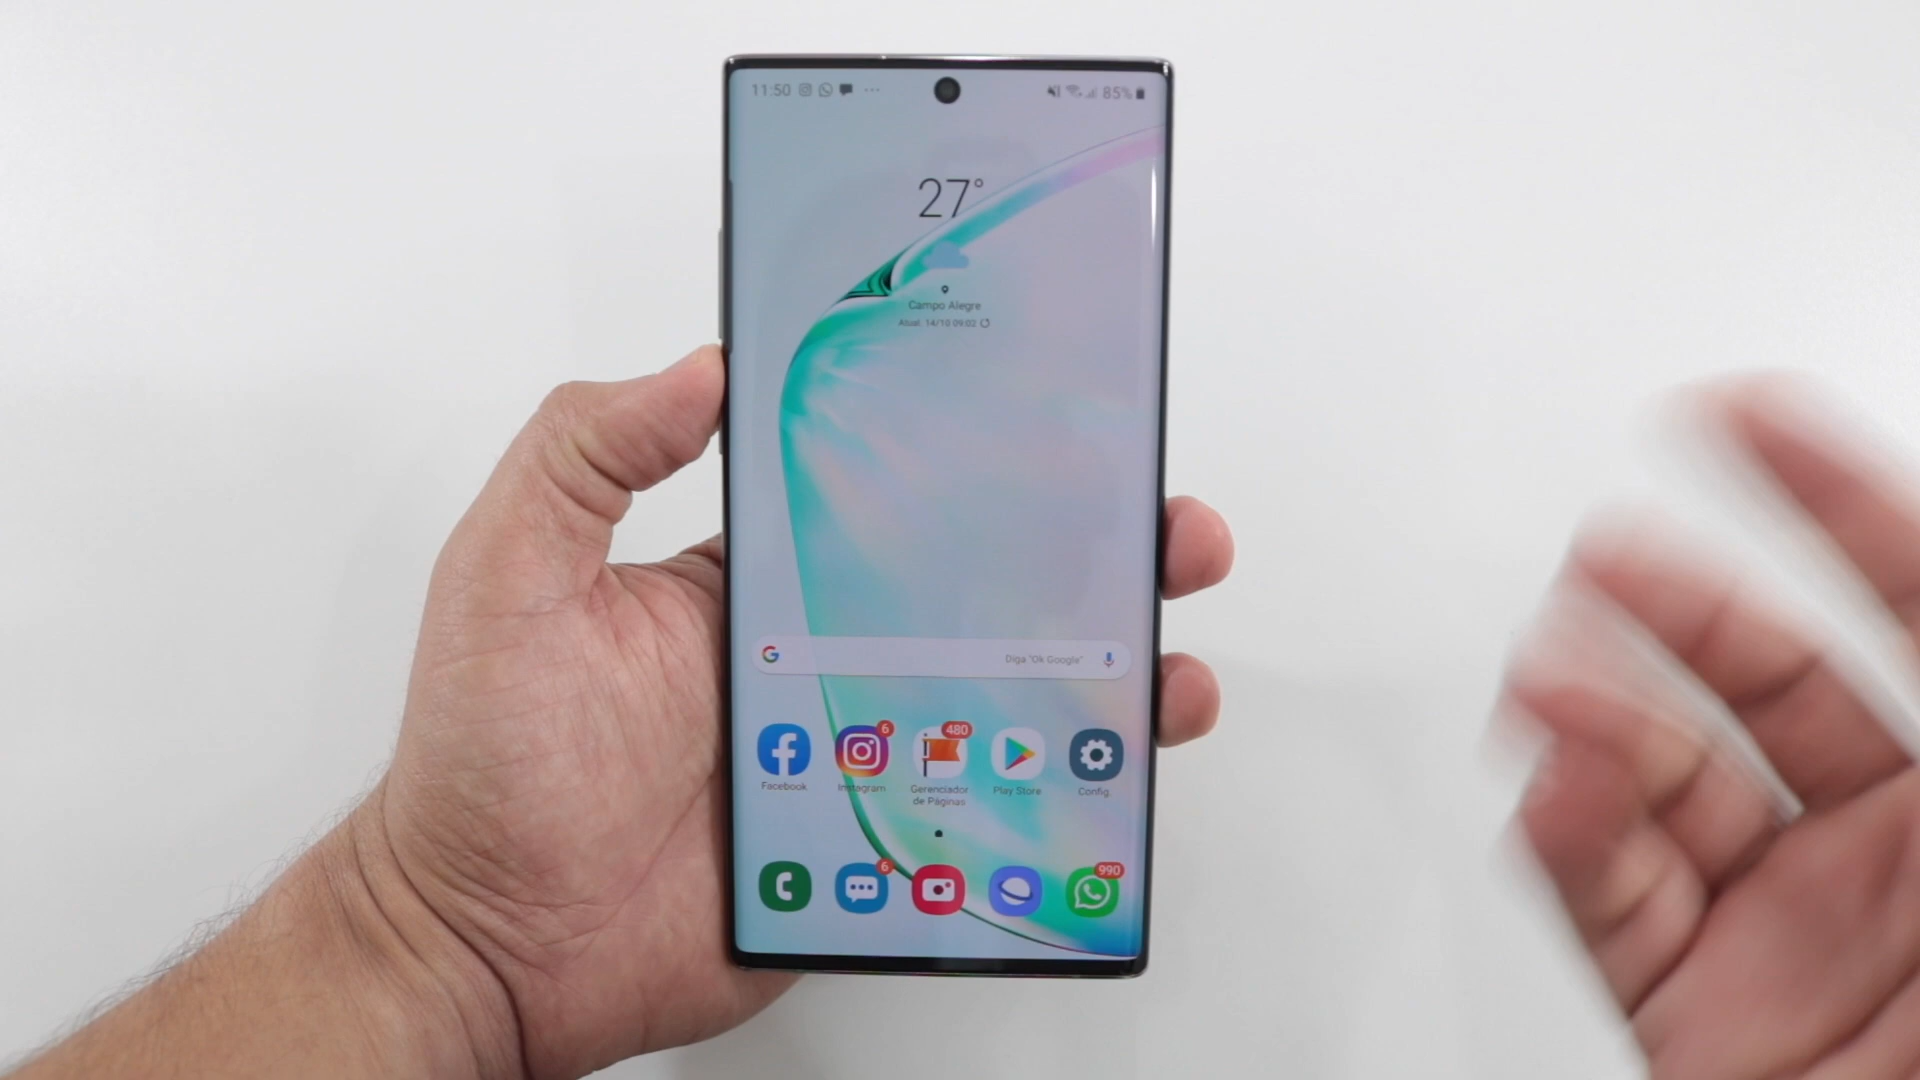 11:50
85%
27°
Campo Alegre
Atual. 14/10 09:02
Diga "Ok Google"
6
480
Facebook
Instagram
Gerenciador de Páginas
Play Store
Config.
6
990